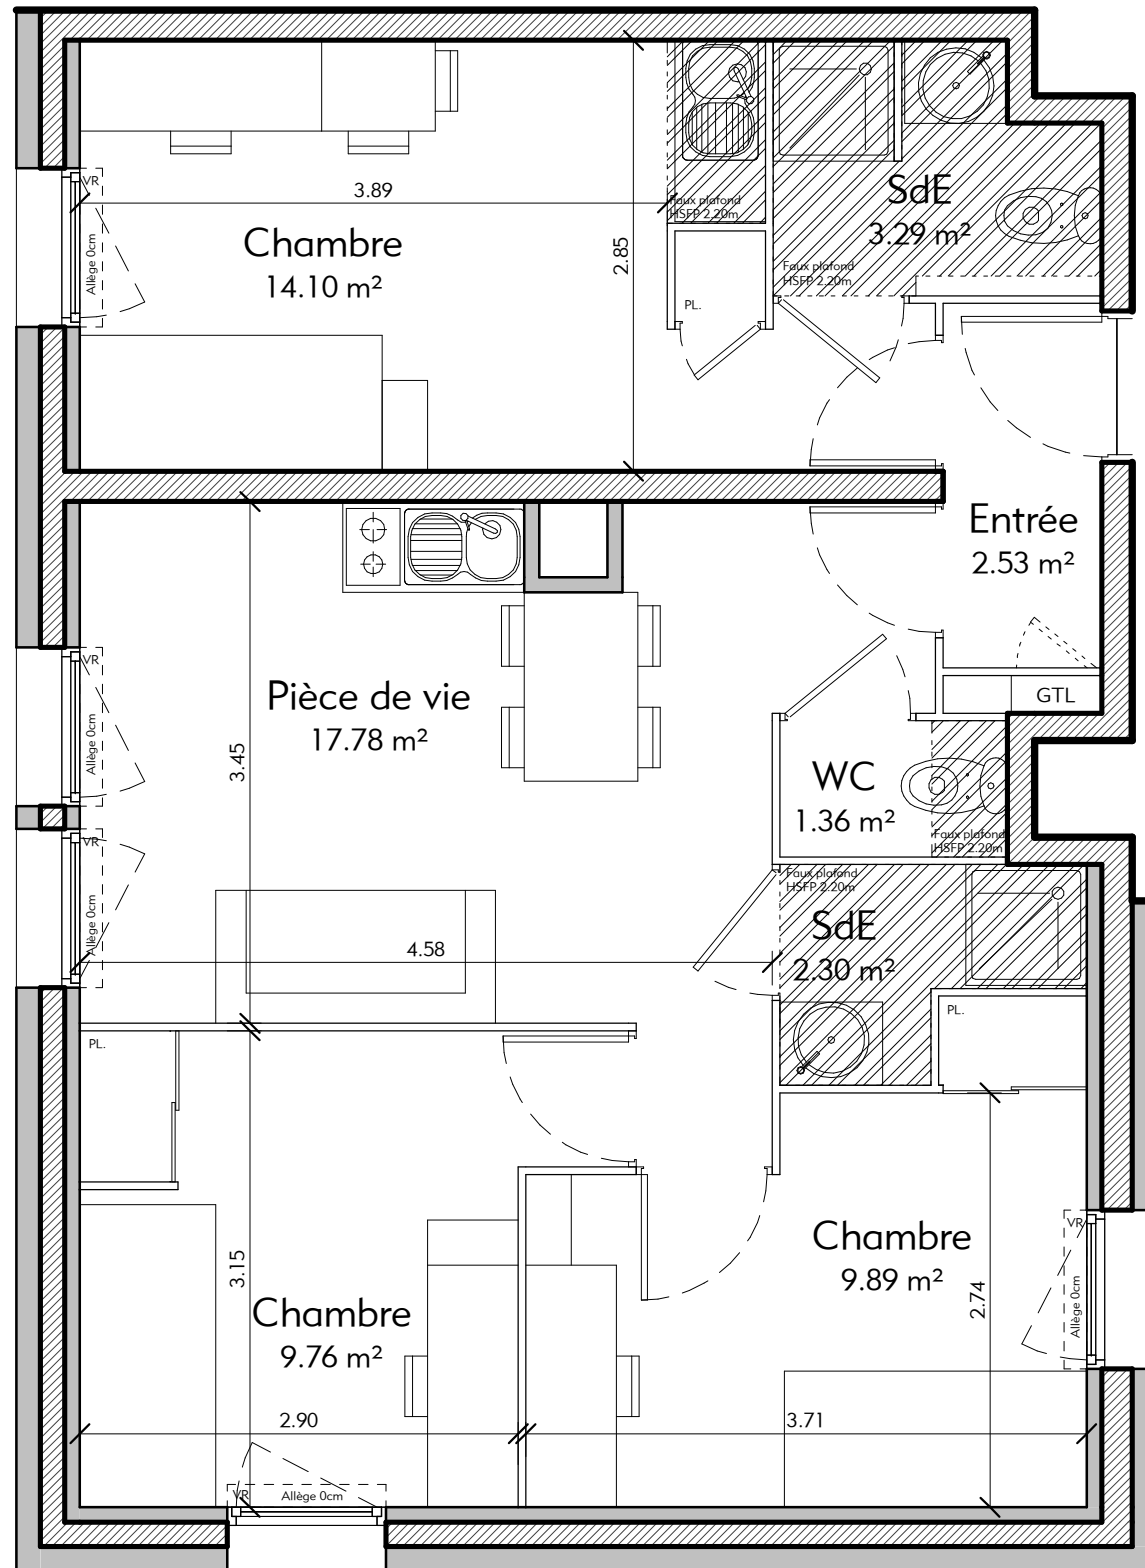 VR
Allège 0cm
3.89
Chambre
14.10 m²
2.85
Faux plafond
HSFP 2.20m
PL.
SdE
3.29 m²
Faux plafond
HSFP 2.20m
Entrée
2.53 m²
GTL
VR
Allège 0cm
Pièce de vie
17.78 m²
3.45
WC
1.36 m²
Faux plafond
HSFP 2.20m
VR
Allège 0cm
4.58
Faux plafond
HSFP 2.20m
SdE
2.30 m²
PL.
PL.
3.15
Chambre
9.76 m²
2.90
VR
Allège 0cm
Chambre
9.89 m²
2.74
3.71
VR
Allège 0cm